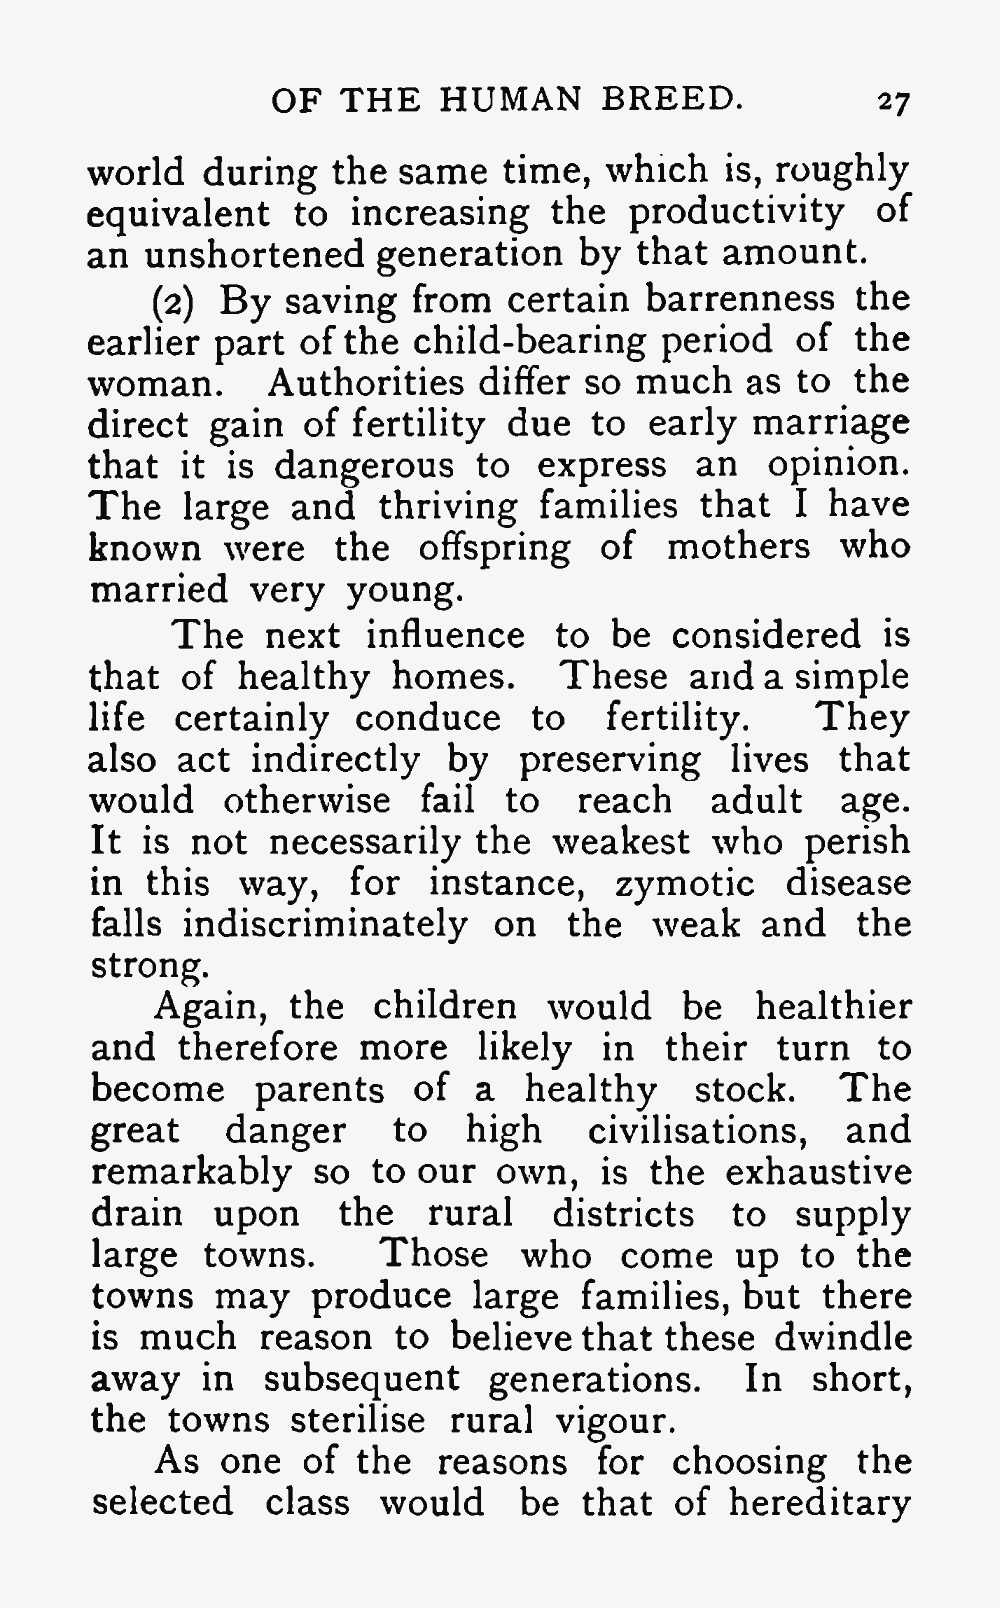 OF THE HUMAN BREED. 27
world during the same time, which is, roughly
equivalent to increasing the productivity of
an unshortened generation by that amount.
(2) By saving from certain barrenness the
earlier part of the child-bearing period of the
woman. Authorities differ so much as to the
direct gain of fertility due to early marriage
that it is dangerous to express an opinion.
The large and thriving families that I have
known were the offspring of mothers who
married very young.
The next influence to be considered is
that of healthy homes. These and a simple
life certainly conduce to fertility. They
also act indirectly by preserving lives that
would otherwise fail to reach adult age.
It is not necessarily the weakest who perish
in this way, for instance, zymotic disease
falls indiscriminately on the weak and the
strong.
Again, the children would be healthier
and therefore more likely in their turn to
become parents of a healthy stock. The
great danger to high civilisations, and
remarkably so to our own, is the exhaustive
drain upon the rural districts to supply
large towns. Those who come up to the
towns may produce large families, but there
is much reason to believe that these dwindle
away in subsequent generations. In short,
the towns sterilise rural vigour.
As one of the reasons for choosing the
selected class would be that of hereditary